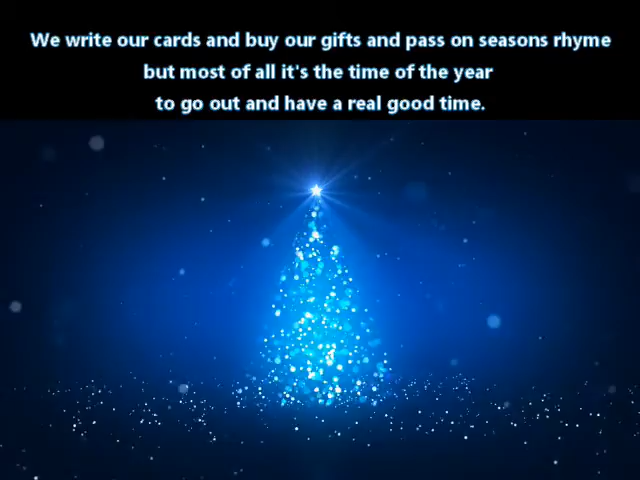 We write our cards and buy our gifts and pass on seasons rhyme
but most of all it's the time of the year
to go out and have a real good time.